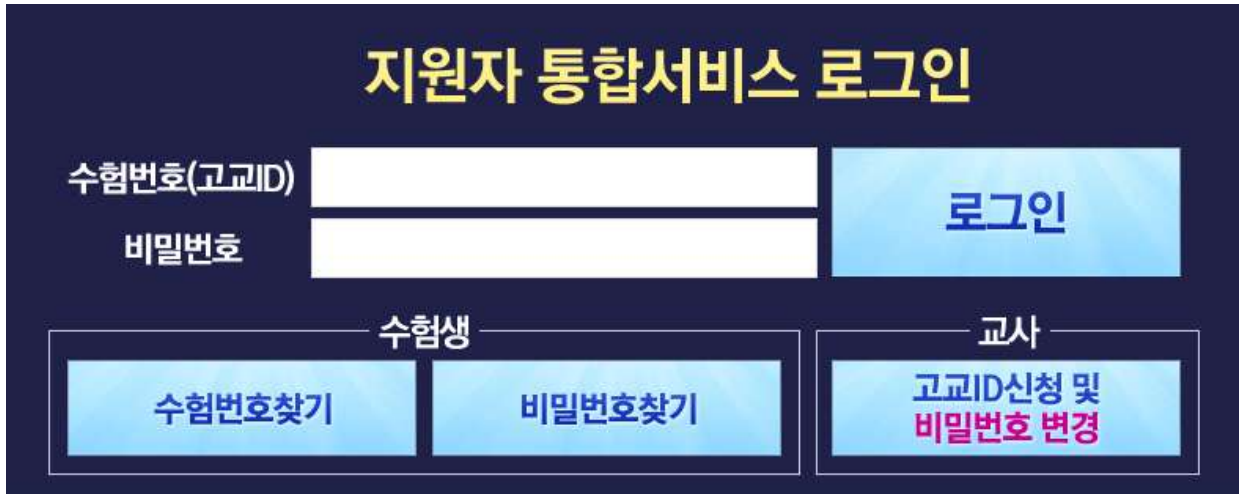 지원자 통합서비스 로그인
수험번호(고교ID)
비밀번호
로그인
수험생
수험번호찾기
비밀번호찾기
교사
고교ID신청 및
비밀번호 변경